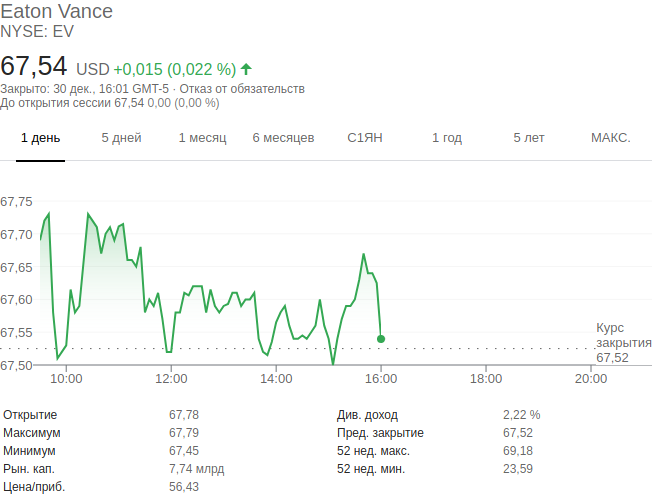 Eaton Vance
NYSE: EV
67,54 USD +0,015 (0,022 %)
Закрыто: 30 дек., 16:01 GMT-5 · Отказ от обязательств
До открытия сессии 67,54 0,00 (0,00 %)
1 день 5 дней 1 месяц 6 месяцев С1ЯН 1 год 5 лет МАКС.
67,75
67,70
67,65
67,60
67,55
67,50
Курс
закрытия
67,52
10:00 12:00 14:00 16:00 18:00 20:00
Открытие 67,78 Див. доход 2,22 %
Максимум 67,79 Пред. закрытие 67,52
Минимум 67,45 52 нед. макс. 69,18
Рын. кап. 7,74 млрд 52 нед. мин. 23,59
Цена/приб. 56,43